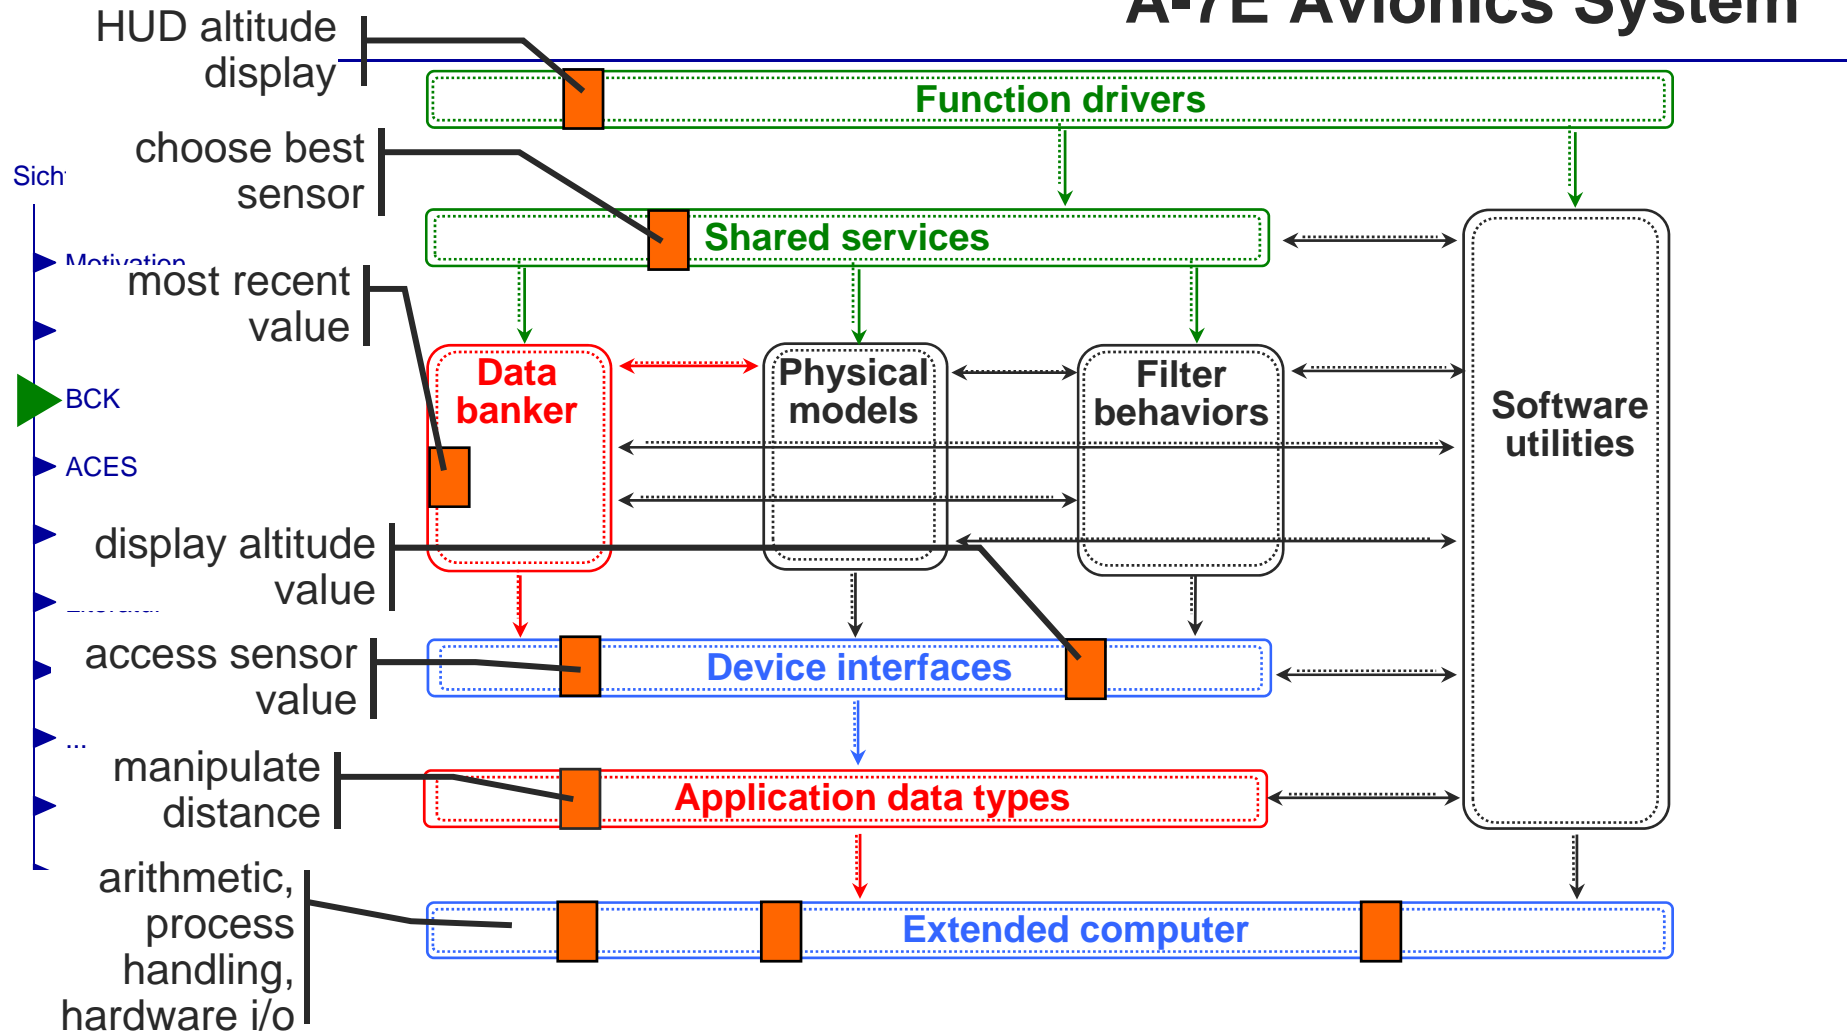 A-7E Avionics System
HUD altitude
display
Function drivers
choose best
sensor
Shared services
Motivation
most recent
value
Data
banker
Physical
models
Filter
behaviors
Software
utilities
BCK
ACES
display altitude
value
access sensor
value
Device interfaces
...
manipulate
distance
Application data types
arithmetic,
process
handling,
hardware i/o
Extended computer